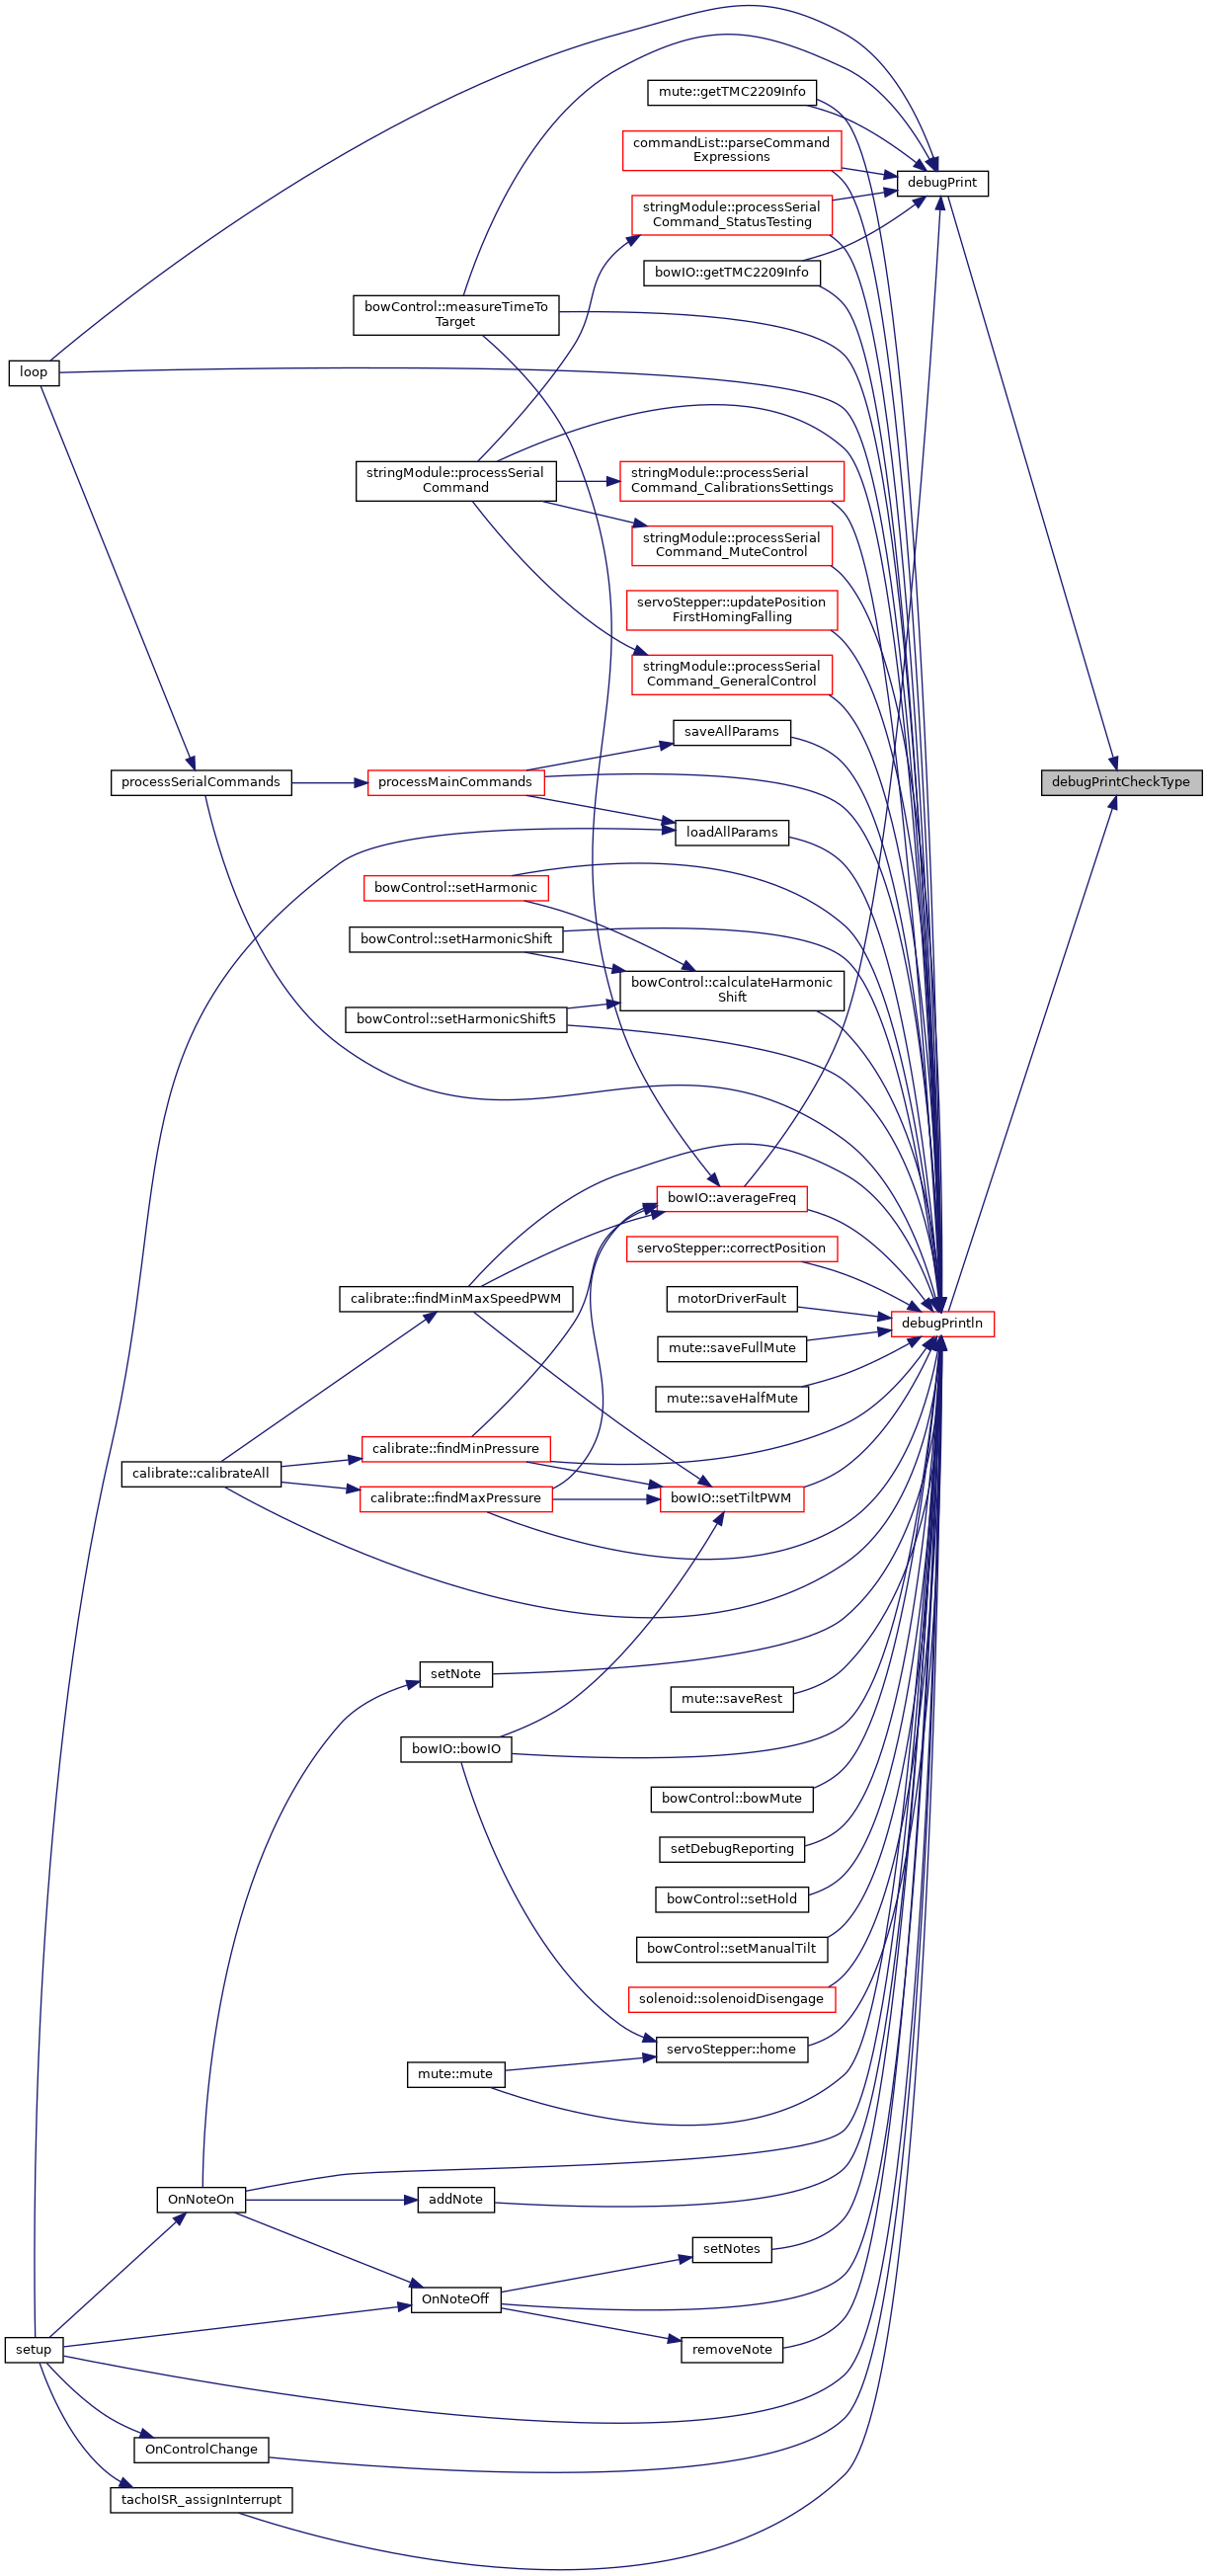 mute::getTMC2209Info
commandList::parseCommand
Expressions
debugPrint
stringModule::processSerial
Command_StatusTesting
bowIO::getTMC2209Info
bowControl::measureTimeTo
Target
loop
stringModule::processSerial
Command
stringModule::processSerial
Command_CalibrationsSettings
stringModule::processSerial
Command_MuteControl
servoStepper::updatePosition
FirstHomingFalling
stringModule::processSerial
Command_GeneralControl
saveAllParams
processSerialCommands
processMainCommands
debugPrintCheckType
loadAllParams
bowControl::setHarmonic
bowControl::setHarmonicShift
bowControl::calculateHarmonic
Shift
bowControl::setHarmonicShift5
bowIO::averageFreq
servoStepper::correctPosition
calibrate::findMinMaxSpeedPWM
motorDriverFault
debugPrintln
mute::saveFullMute
mute::saveHalfMute
calibrate::findMinPressure
calibrate::calibrateAll
calibrate::findMaxPressure
bowIO::setTiltPWM
setNote
mute::saveRest
bowIO::bowIO
bowControl::bowMute
setDebugReporting
bowControl::setHold
bowControl::setManualTilt
solenoid::solenoidDisengage
servoStepper::home
mute::mute
OnNoteOn
addNote
setNotes
OnNoteOff
setup
removeNote
OnControlChange
tachoISR_assignInterrupt